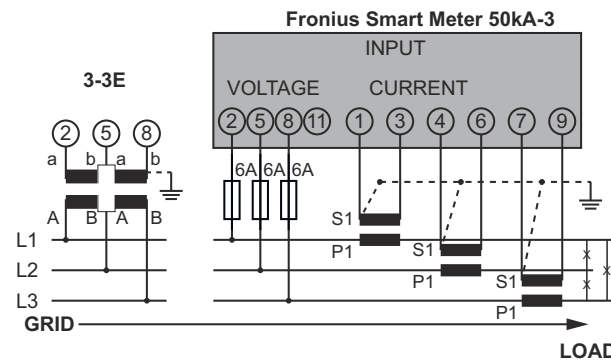 Fronius Smart Meter 50kA-3
INPUT
3-3E
VOLTAGE CURRENT
2 5 8
2 5 8 11 1 3 4 6 7 9
a b a b
6A 6A 6A
A B A B
S1
L1
P1
S1
L2
P1
S1
L3
P1
x
x x
GRID
LOAD